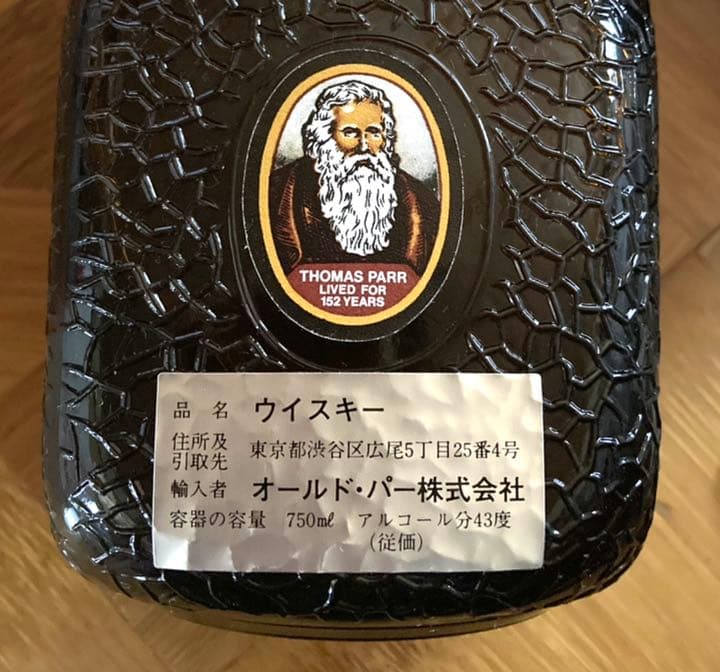 THOMAS PARR
LIVED FOR
152 YEARS
品名 ウイスキー
住所及
引取先 東京都渋谷区広尾5丁目25番4号
輸入者 オールド・パー株式会社
容器の容量 750mℓ アルコール分43度
(従価)